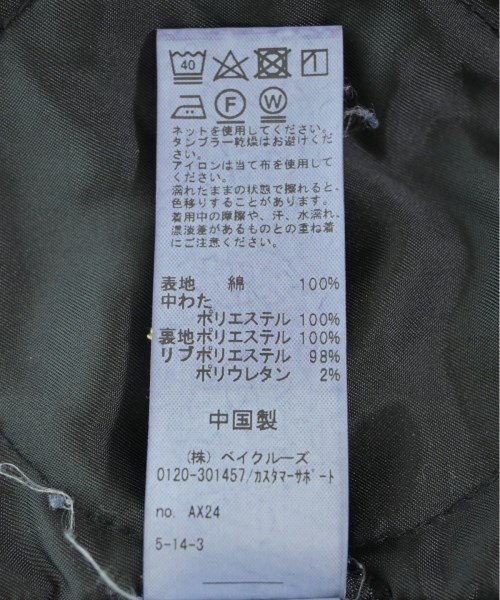 40
F W
ネットを使用してください。
タンブラー乾燥はお避けくだ
さい。
アイロンは当て布を使用してく
ださい。
濡れたままの状態で擦れると、
色移りすることがあります。
着用中の摩擦や、汗、水濡れ、
濃淡差があるものとの重ね着
にご注意ください。
表地 綿 100%
中わた
ポリエステル 100%
裏地ポリエステル 100%
リブポリエステル 98%
ポリウレタン 2%
中国製
(株) ベイクルーズ
0120-301457/カスタマーサポート
no. AX24
5-14-3